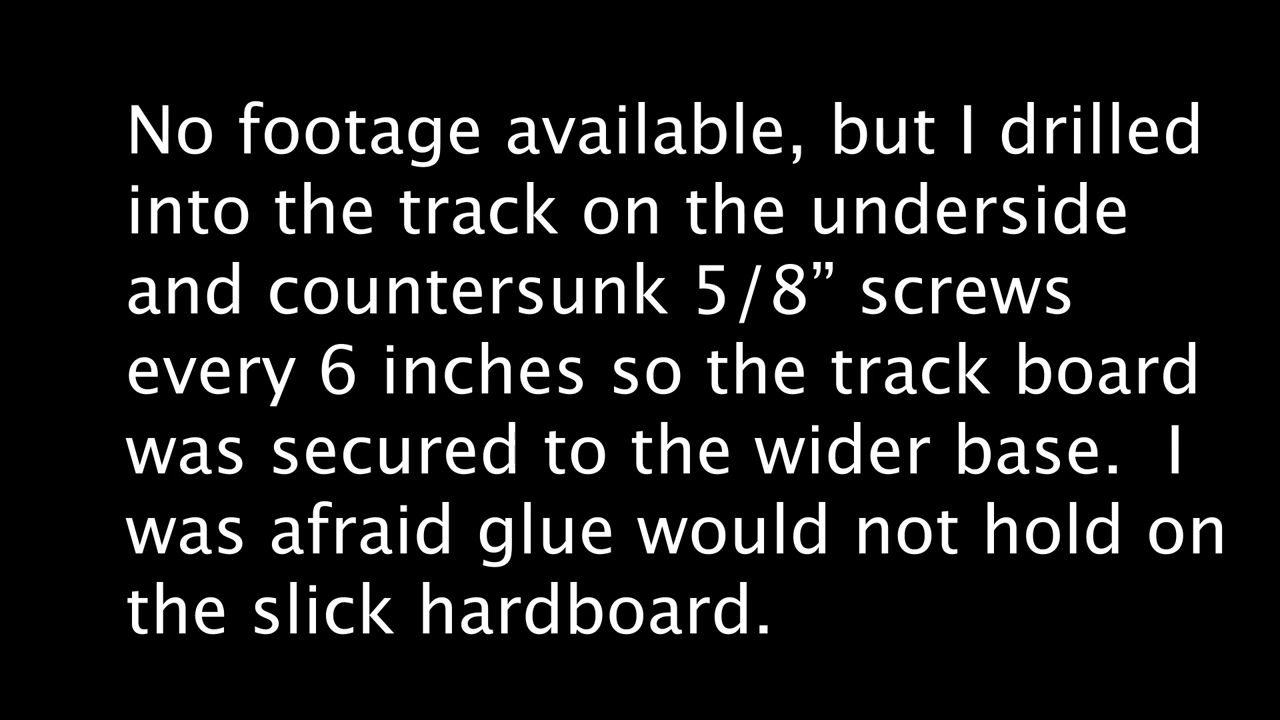 No footage available, but I drilled
into the track on the underside
and countersunk 5/8” screws
every 6 inches so the track board
was secured to the wider base.  I
was afraid glue would not hold on
the slick hardboard.